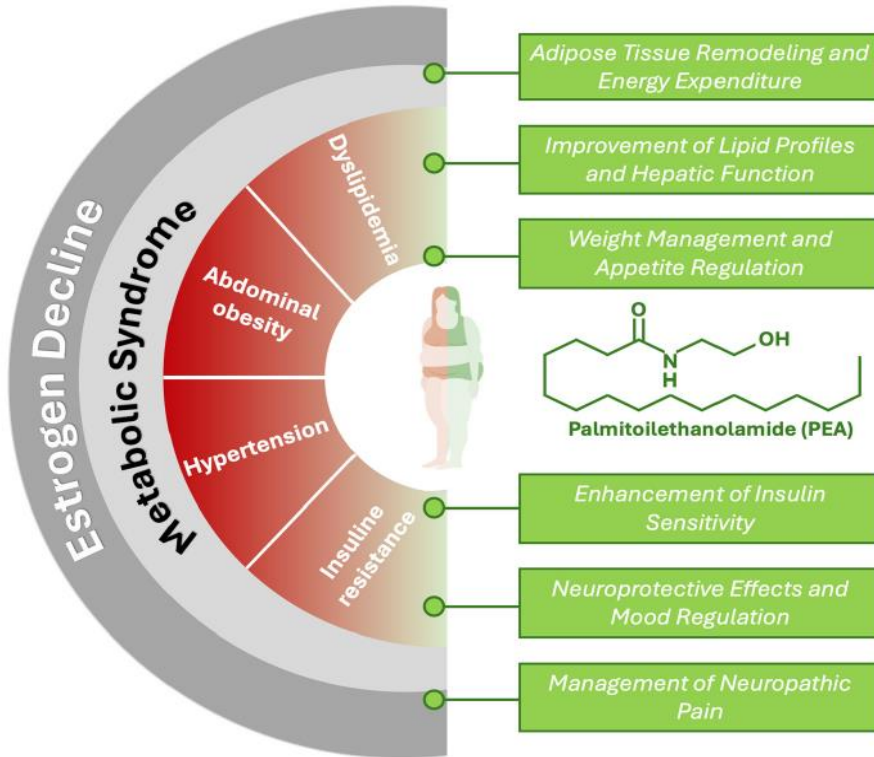 Estrogen Decline
Metabolic Syndrome
Dyslipidemia
Abdominal
obesity
Hypertension
Insuline
resistance
Adipose Tissue Remodeling and
Energy Expenditure
Improvement of Lipid Profiles
and Hepatic Function
Weight Management and
Appetite Regulation
O
OH
N
H
Palmitoilethanolamide (PEA)
Enhancement of Insulin
Sensitivity
Neuroprotective Effects and
Mood Regulation
Management of Neuropathic
Pain